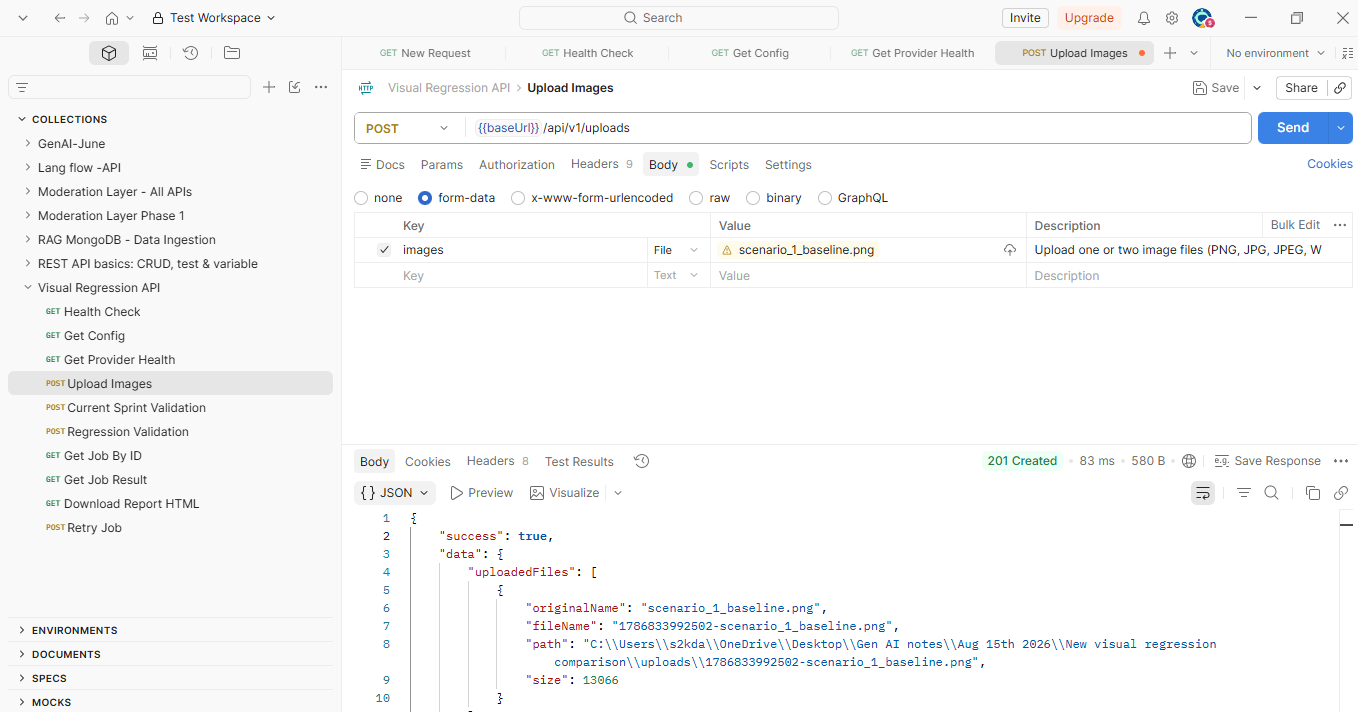 Test Workspace
Search
Invite
Upgrade
GET New Request
GET Health Check
GET Get Config
GET Get Provider Health
POST Upload Images
No environment
COLLECTIONS
GenAI-June
Lang flow -API
Moderation Layer - All APIs
Moderation Layer Phase 1
RAG MongoDB - Data Ingestion
REST API basics: CRUD, test & variable
Visual Regression API
GET Health Check
GET Get Config
GET Get Provider Health
POST Upload Images
POST Current Sprint Validation
POST Regression Validation
GET Get Job By ID
GET Get Job Result
GET Download Report HTML
POST Retry Job
ENVIRONMENTS
DOCUMENTS
SPECS
MOCKS
HTTP Visual Regression API > Upload Images
Save
Share
POST {{baseUrl}} /api/v1/uploads
Send
Docs Params Authorization Headers 9 Body Scripts Settings
Cookies
none form-data x-www-form-urlencoded raw binary GraphQL
Key Value Description Bulk Edit
images File scenario_1_baseline.png Upload one or two image files (PNG, JPG, JPEG, W
Key Text Value Description
Body Cookies Headers 8 Test Results
201 Created 83 ms 580 B e.g. Save Response
{} JSON Preview Visualize
1 {
2 "success": true,
3 "data": {
4 "uploadedFiles": [
5 {
6 "originalName": "scenario_1_baseline.png",
7 "fileName": "1786833992502-scenario_1_baseline.png",
8 "path": "C:\\Users\\s2kda\\OneDrive\\Desktop\\Gen AI notes\\Aug 15th 2026\\New visual regression
comparison\\uploads\\1786833992502-scenario_1_baseline.png",
9 "size": 13066
10 }